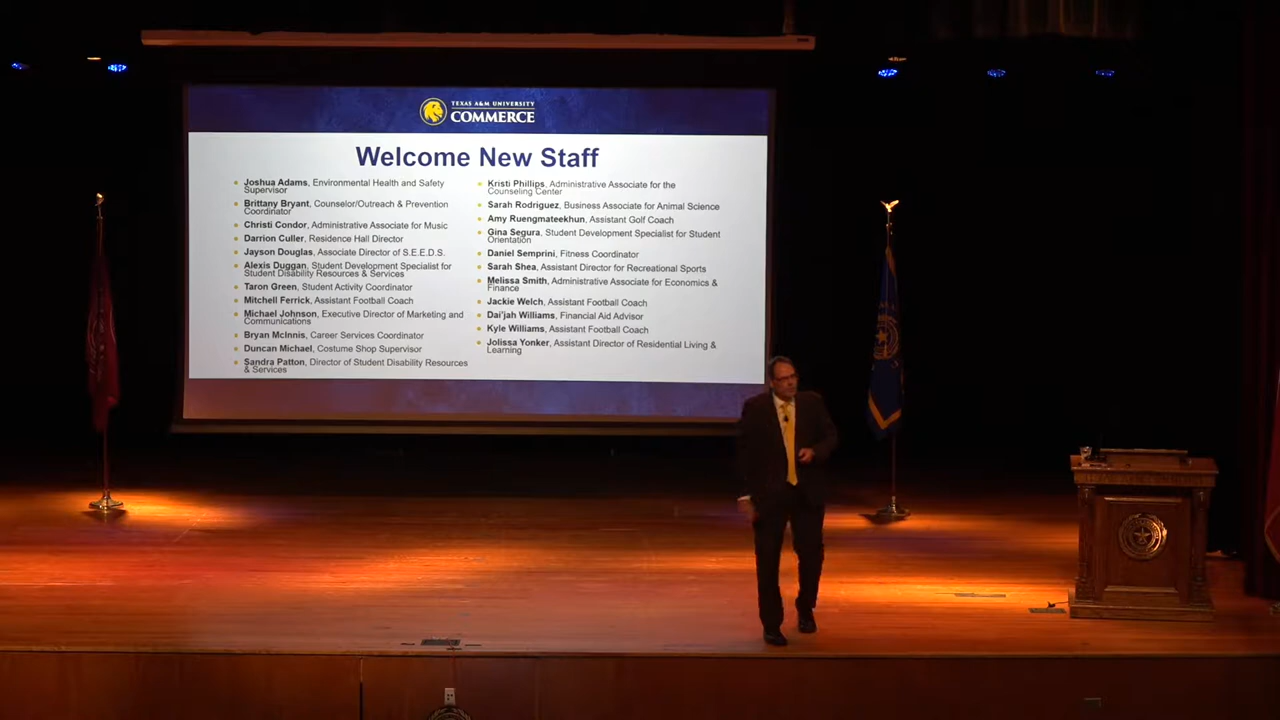 TEXAS A&M UNIVERSITY
COMMERCE
Welcome New Staff
Joshua Adams, Environmental Health and Safety
Supervisor
Brittany Bryant, Counselor/Outreach & Prevention
Coordinator
Christi Condor, Administrative Associate for Music
Darrion Culler, Residence Hall Director
Jayson Douglas, Associate Director of S.E.E.D.S.
Alexis Duggan, Student Development Specialist for
Student Disability Resources & Services
Taron Green, Student Activity Coordinator
Mitchell Ferrick, Assistant Football Coach
Michael Johnson, Executive Director of Marketing and
Communications
Bryan McInnis, Career Services Coordinator
Duncan Michael, Costume Shop Supervisor
Sandra Patton, Director of Student Disability Resources
& Services
Kristi Phillips, Administrative Associate for the
Counseling Center
Sarah Rodriguez, Business Associate for Animal Science
Amy Ruengmateekhun, Assistant Golf Coach
Gina Segura, Student Development Specialist for Student
Orientation
Daniel Semprini, Fitness Coordinator
Sarah Shea, Assistant Director for Recreational Sports
Melissa Smith, Administrative Associate for Economics &
Finance
Jackie Welch, Assistant Football Coach
Dai'jah Williams, Financial Aid Advisor
Kyle Williams, Assistant Football Coach
Jolissa Yonker, Assistant Director of Residential Living &
Learning